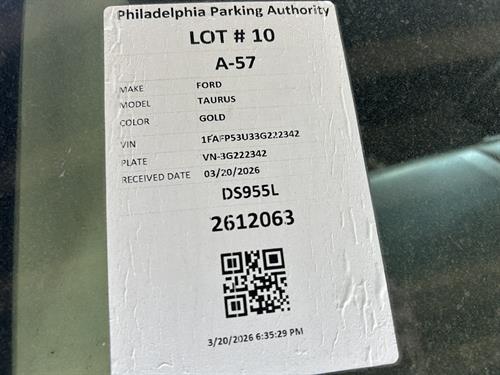 Philadelphia Parking Authority
LOT # 10
A-57
MAKE FORD
MODEL TAURUS
COLOR GOLD
VIN 1FAFP53U33G222342
PLATE VN-3G222342
RECEIVED DATE 03/20/2026
DS955L
2612063
3/20/2026 6:35:29 PM